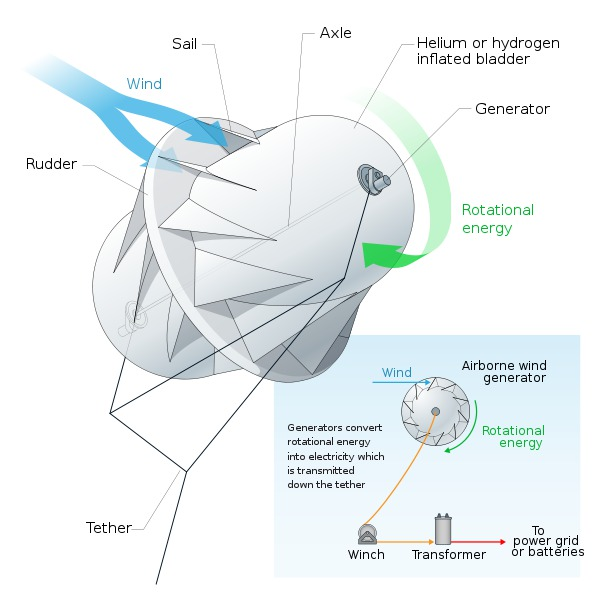 Axle
Sail
Helium or hydrogen
inflated bladder
Wind
Generator
Rudder
Rotational
energy
Wind
Airborne wind
generator
Generators convert
rotational energy
into electricity which
is transmitted
down the tether
Rotational
energy
Tether
To
power grid
or batteries
Winch
Transformer